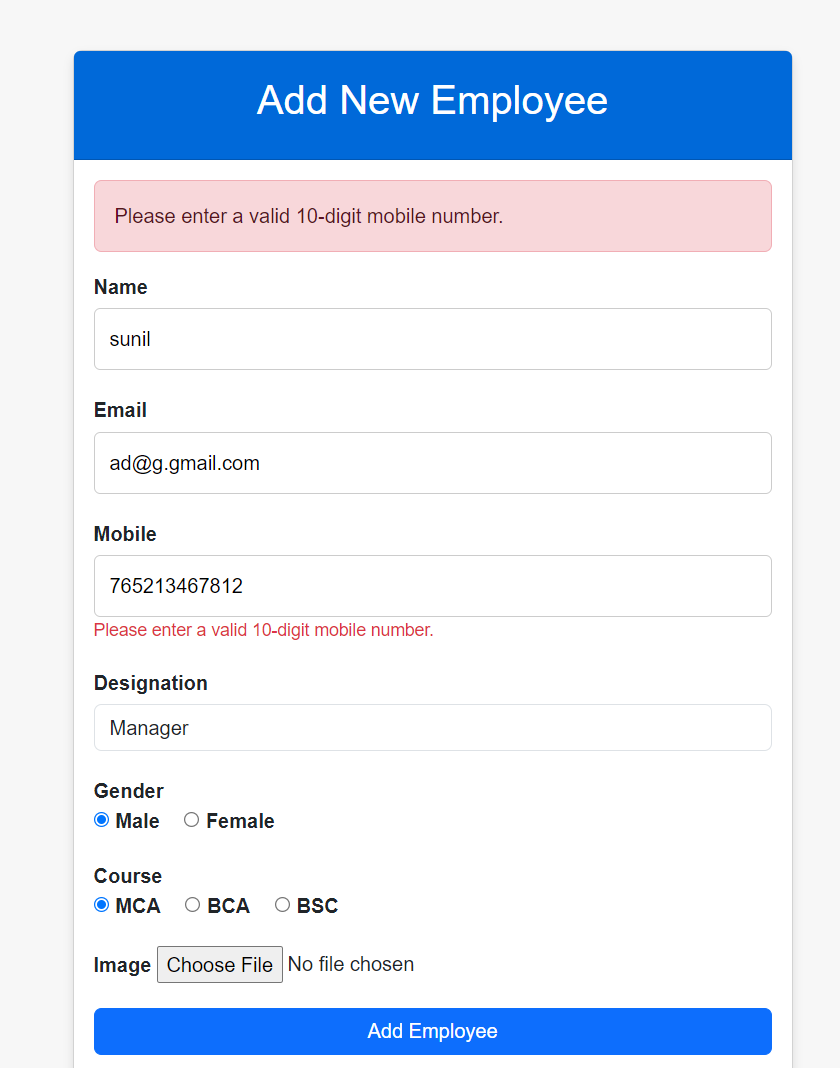 Add New Employee
Please enter a valid 10-digit mobile number.
Name
sunil
Email
ad@g.gmail.com
Mobile
765213467812
Please enter a valid 10-digit mobile number.
Designation
Manager
Gender
Male Female
Course
MCA BCA BSC
Image Choose File No file chosen
Add Employee